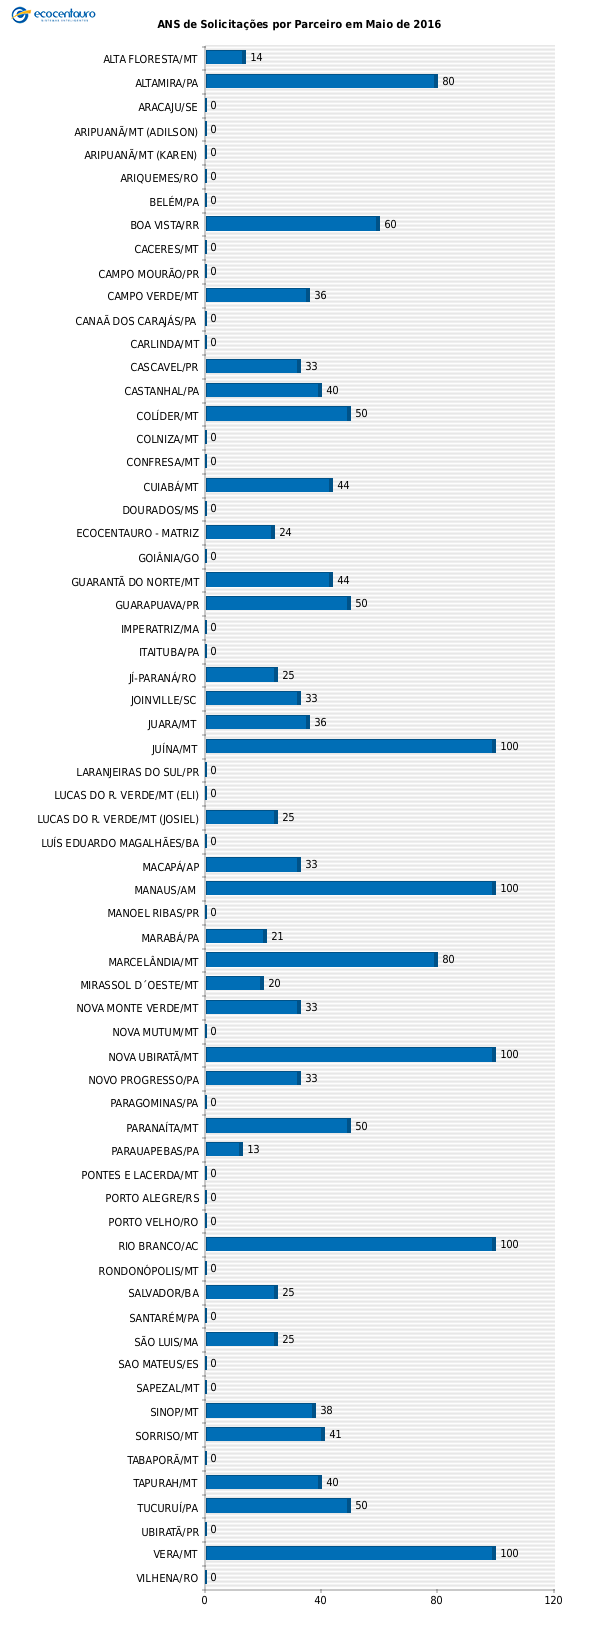 ecocentauro
ANS de Solicitações por Parceiro em Maio de 2016
ALTA FLORESTA/MT 14
ALTAMIRA/PA 80
ARACAJU/SE 0
ARIPUANÃ/MT (ADILSON) 0
ARIPUANÃ/MT (KAREN) 0
ARIQUEMES/RO 0
BELÉM/PA 0
BOA VISTA/RR 60
CACERES/MT 0
CAMPO MOURÃO/PR 0
CAMPO VERDE/MT 36
CANAÃ DOS CARAJÁS/PA 0
CARLINDA/MT 0
CASCAVEL/PR 33
CASTANHAL/PA 40
COLÍDER/MT 50
COLNIZA/MT 0
CONFRESA/MT 0
CUIABÁ/MT 44
DOURADOS/MS 0
ECOCENTAURO - MATRIZ 24
GOIÂNIA/GO 0
GUARANTÃ DO NORTE/MT 44
GUARAPUAVA/PR 50
IMPERATRIZ/MA 0
ITAITUBA/PA 0
JÍ-PARANÁ/RO 25
JOINVILLE/SC 33
JUARA/MT 36
JUÍNA/MT 100
LARANJEIRAS DO SUL/PR 0
LUCAS DO R. VERDE/MT (ELI) 0
LUCAS DO R. VERDE/MT (JOSIEL) 25
LUÍS EDUARDO MAGALHÃES/BA 0
MACAPÁ/AP 33
MANAUS/AM 100
MANOEL RIBAS/PR 0
MARABÁ/PA 21
MARCELÂNDIA/MT 80
MIRASSOL D´OESTE/MT 20
NOVA MONTE VERDE/MT 33
NOVA MUTUM/MT 0
NOVA UBIRATÃ/MT 100
NOVO PROGRESSO/PA 33
PARAGOMINAS/PA 0
PARANAÍTA/MT 50
PARAUAPEBAS/PA 13
PONTES E LACERDA/MT 0
PORTO ALEGRE/RS 0
PORTO VELHO/RO 0
RIO BRANCO/AC 100
RONDONÓPOLIS/MT 0
SALVADOR/BA 25
SANTARÉM/PA 0
SÃO LUIS/MA 25
SAO MATEUS/ES 0
SAPEZAL/MT 0
SINOP/MT 38
SORRISO/MT 41
TABAPORÃ/MT 0
TAPURAH/MT 40
TUCURUÍ/PA 50
UBIRATÃ/PR 0
VERA/MT 100
VILHENA/RO 0
0 40 80 120